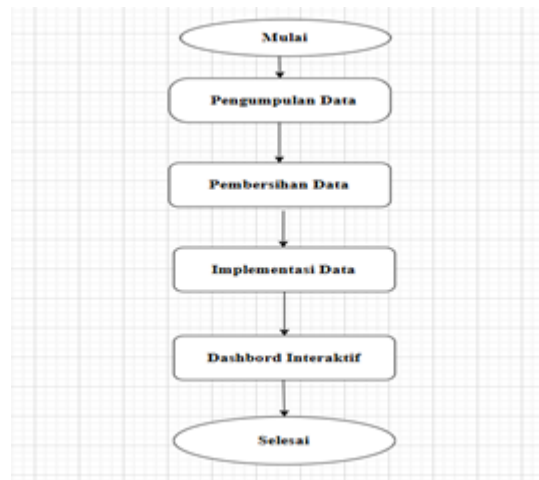 Mulai
Pengumpulan Data
Pembersihan Data
Implementasi Data
Dashbord Interaktif
Selesai